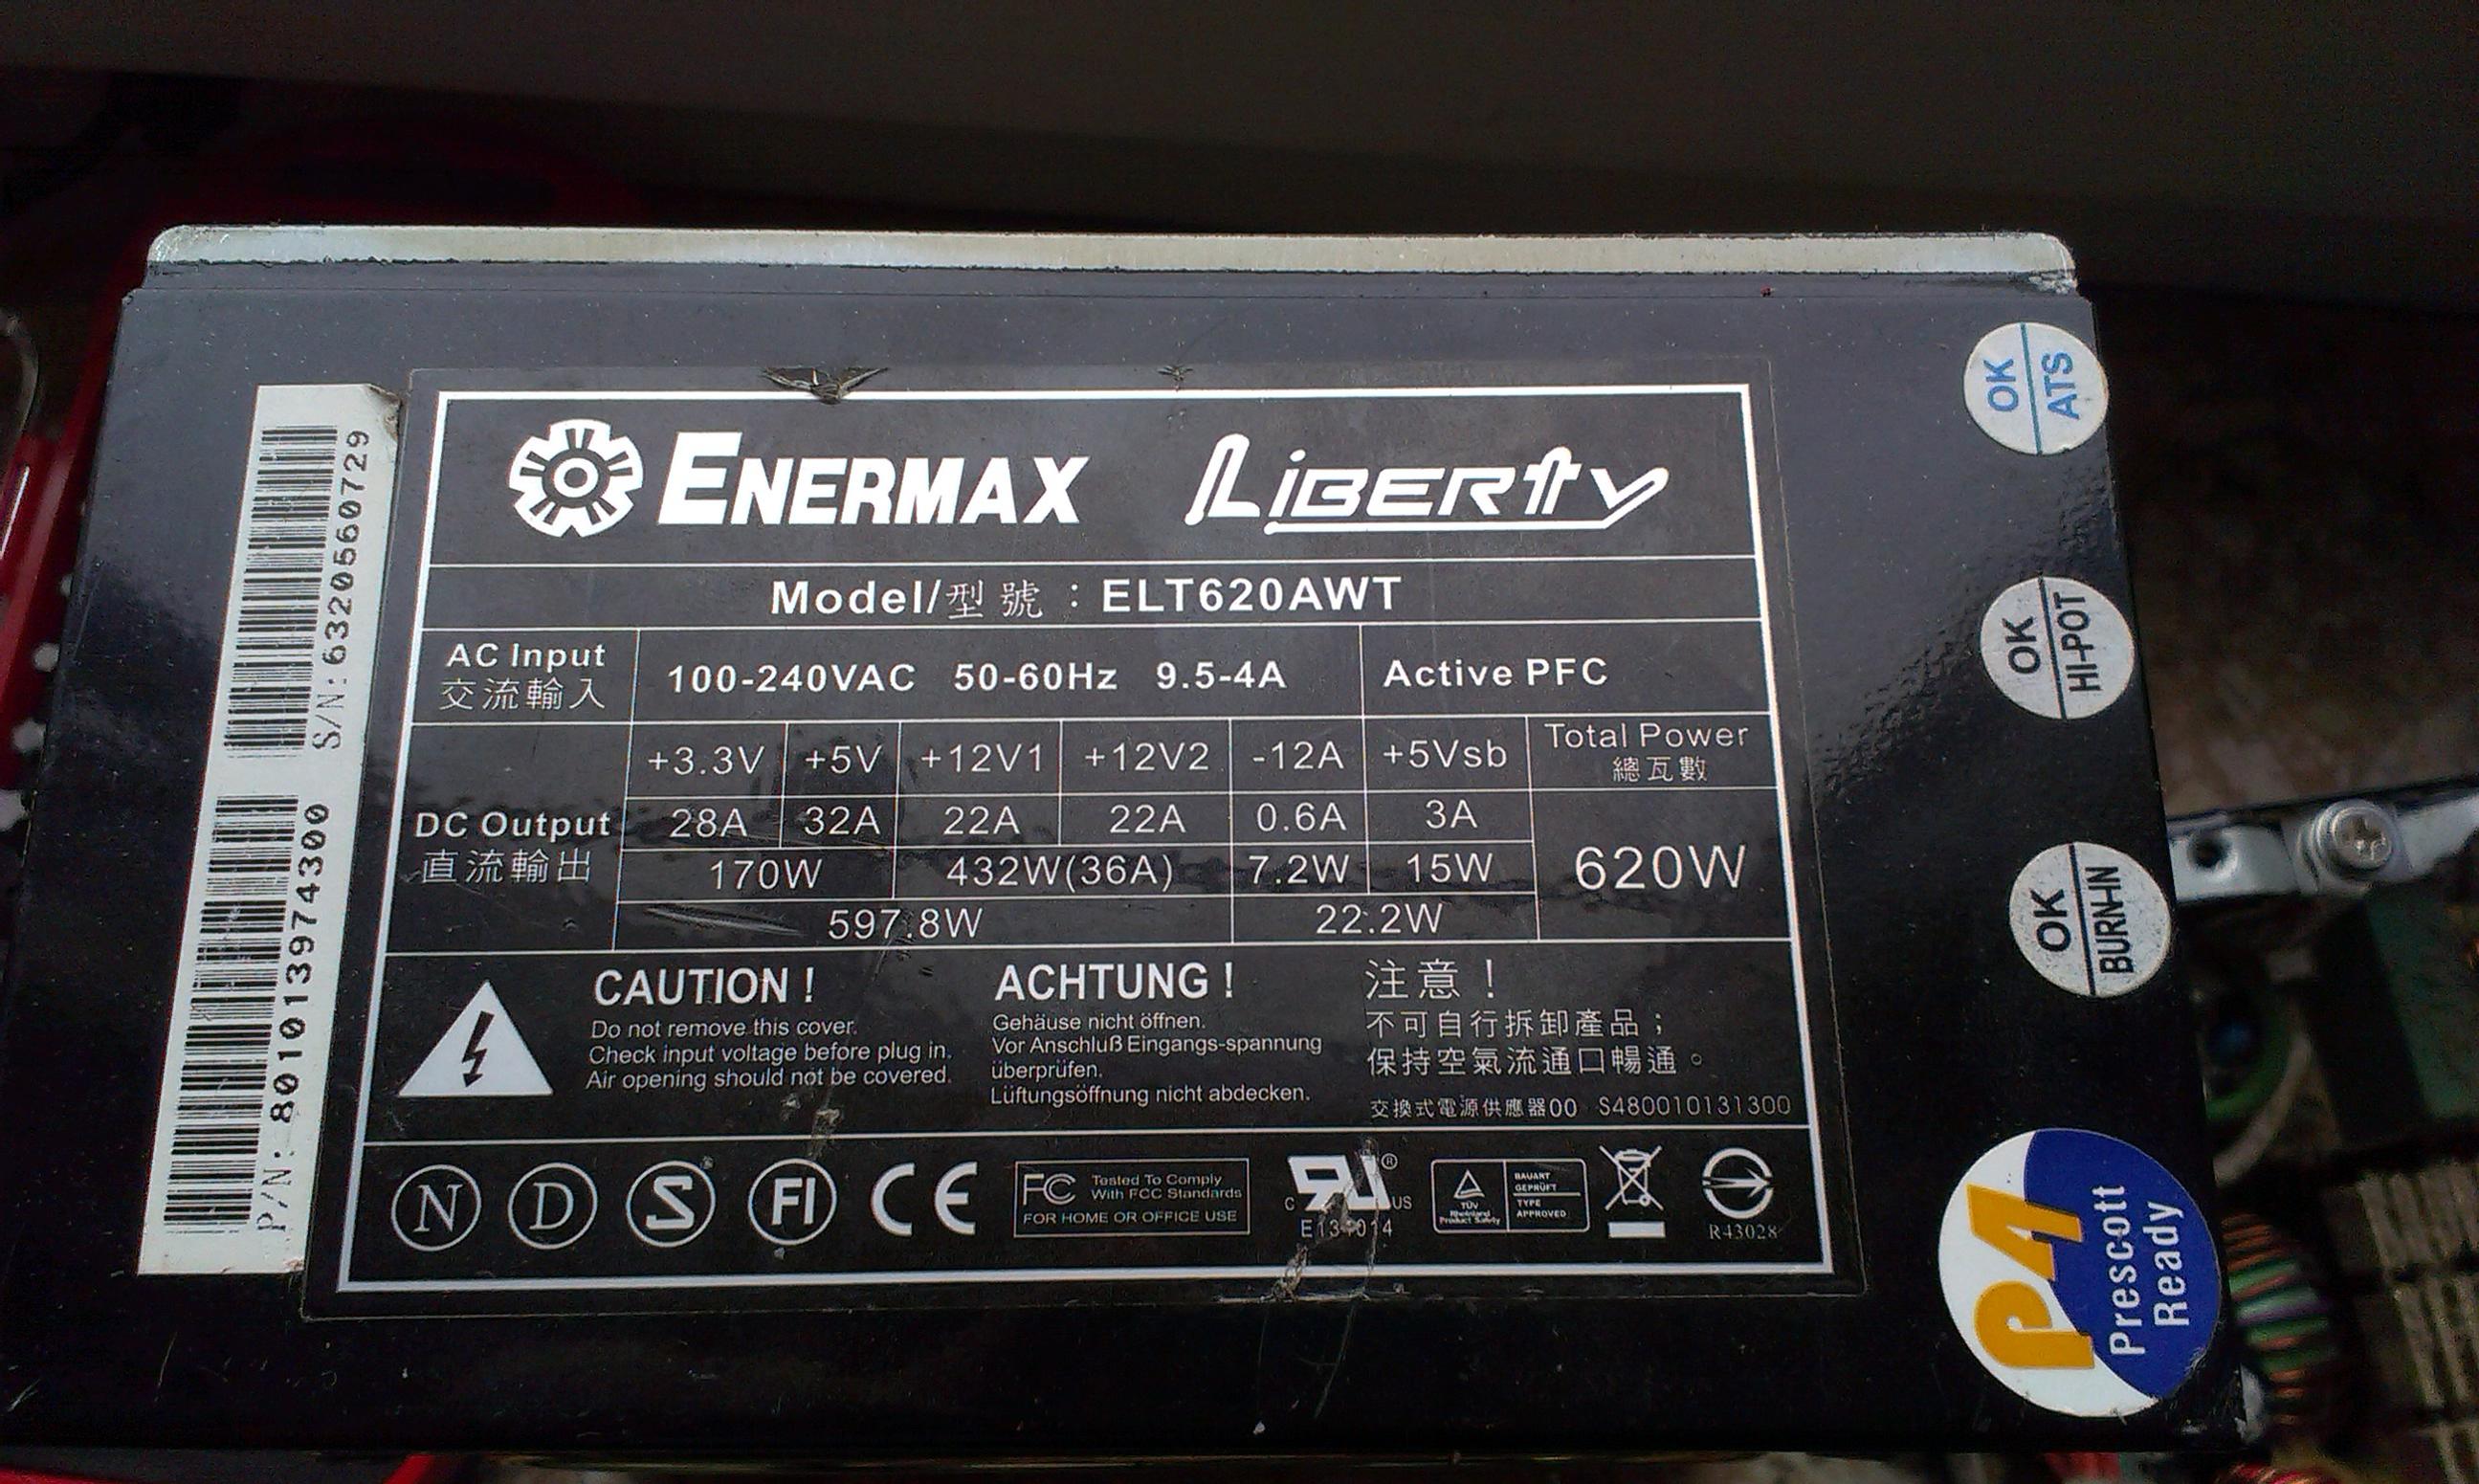 ENERMAX LIBERTY
Model/型號：ELT620AWT
AC Input
交流輸入
100-240VAC 50-60Hz 9.5-4A
Active PFC
DC Output
直流輸出
+3.3V +5V +12V1 +12V2 -12A +5Vsb
Total Power
總瓦數
28A 32A 22A 22A 0.6A 3A
170W 432W(36A) 7.2W 15W
620W
597.8W 22.2W
CAUTION !
Do not remove this cover.
Check input voltage before plug in.
Air opening should not be covered.
ACHTUNG !
Gehäuse nicht öffnen.
Vor Anschluß Eingangs-spannung
überprüfen.
Lüftungsöffnung nicht abdecken.
注意！
不可自行拆卸產品；
保持空氣流通口暢通。
交換式電源供應器00 S480010131300
N D S FI CE
FC Tested To Comply
With FCC Standards
FOR HOME OR OFFICE USE
C US ®
E131014
TÜV
Rheinland
Product Safety
BAUART
GEPRÜFT
TYPE
APPROVED
R43028
S/N:6320560729
P/N:80101013974300
OK
ATS
OK
HI-POT
OK
BURN-IN
P4
Prescott
Ready